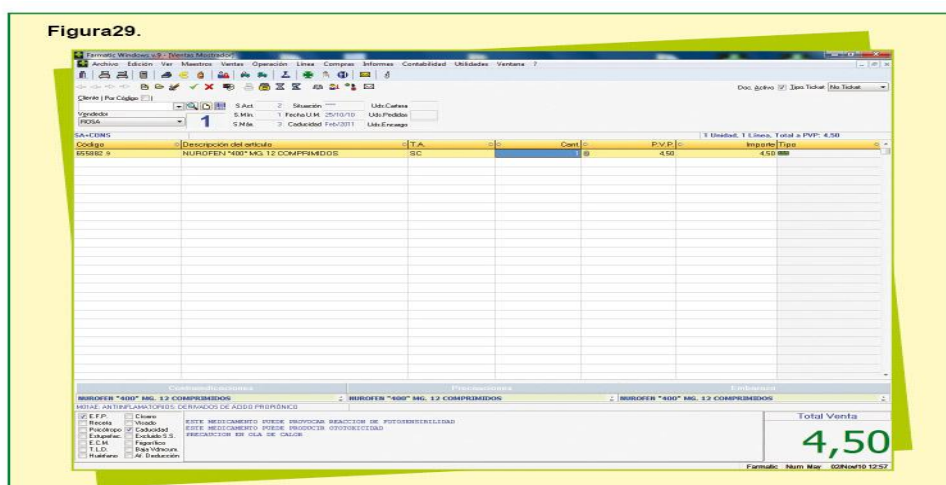 Figura29.
Farmatic Windows v.9 - [Ventas Mostrador]
Archivo Edición Ver Maestros Ventas Operación Línea Compras Informes Contabilidad Utilidades Ventana ?
Doc. Activo Tipo Ticket No Ticket
Cliente | Por Código |
S.Act. 2 Situación Uds.Cartera
Vendedor
1 S.Mín. 1 Fecha U.M. 25/10/10 Uds.Pedidas
S.Máx. 3 Caducidad Feb/2011 Uds.Encargo
SA+CONS 1 Unidad, 1 Línea, Total a PVP: 4,50
Código Descripción del artículo T.A. Cant P.V.P. Importe Tipo
655882.9 NUROFEN "400" MG. 12 COMPRIMIDOS SC 1 4,50 4,50
Contraindicaciones Precauciones Embarazo
NUROFEN "400" MG. 12 COMPRIMIDOS NUROFEN "400" MG. 12 COMPRIMIDOS NUROFEN "400" MG. 12 COMPRIMIDOS
M01AE: ANTIINFLAMATORIOS: DERIVADOS DE ACIDO PROPIÓNICO
E.F.P. Cícero
Receta Visado
Psicótropo Caducidad
Estupefac. Excluido S.S.
E.C.M. Frigorífico
T.L.D. Baja Vdmcum.
Huérfano Af. Deducción
ESTE MEDICAMENTO PUEDE PROVOCAR REACCION DE FOTOSENSIBILIDAD
ESTE MEDICAMENTO PUEDE PRODUCIR OTOTOXICIDAD
PRECAUCION EN OLA DE CALOR
Total Venta
4,50
Farmatic Num May 02/Nov/10 12:57